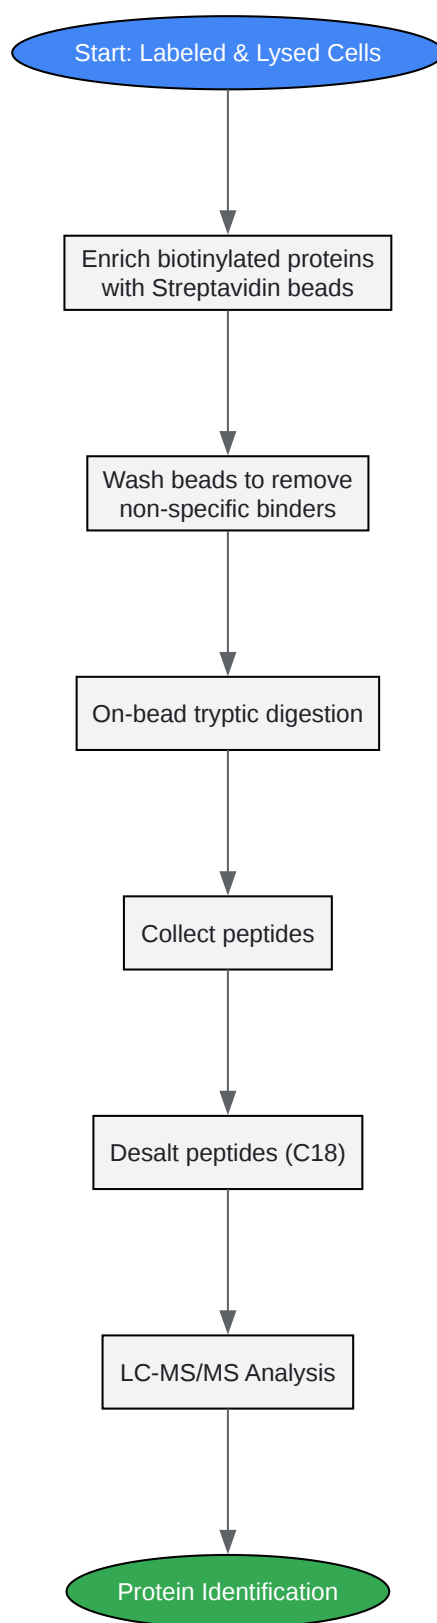 Start: Labeled & Lysed Cells
Enrich biotinylated proteins
with Streptavidin beads
Wash beads to remove
non-specific binders
On-bead tryptic digestion
Collect peptides
Desalt peptides (C18)
LC-MS/MS Analysis
Protein Identification